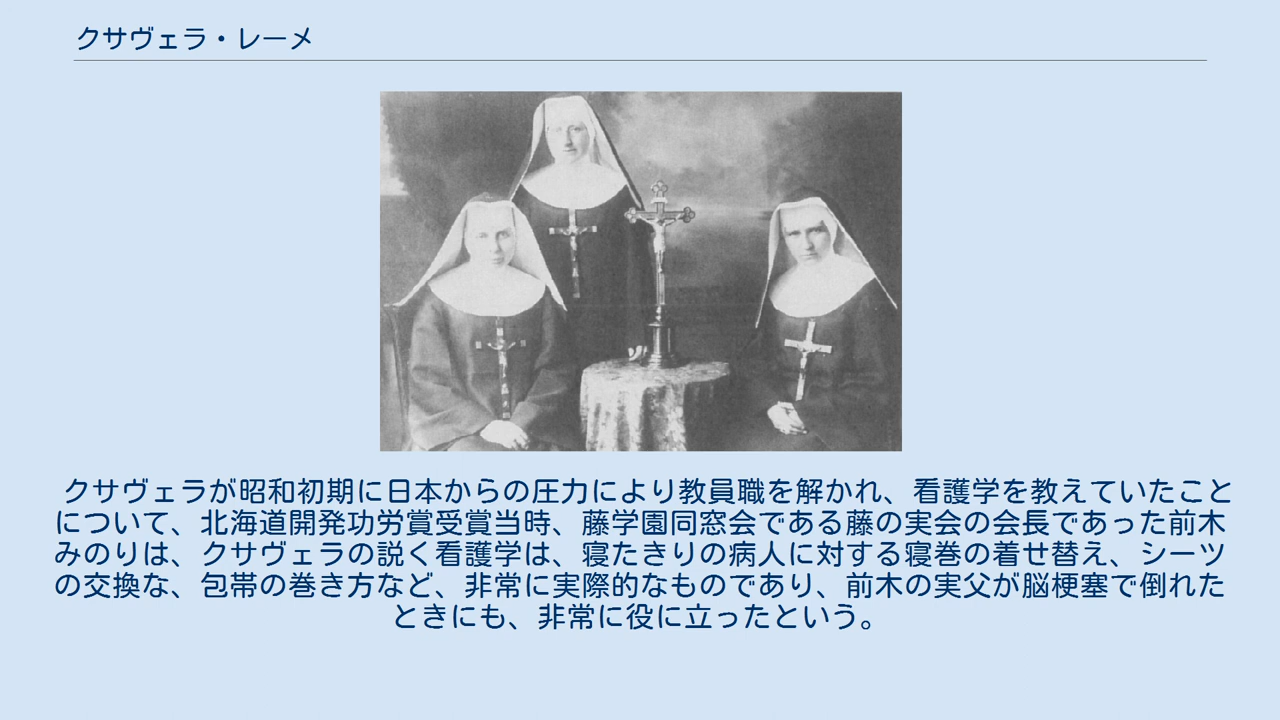 クサヴェラ・レーメ
クサヴェラが昭和初期に日本からの圧力により教員職を解かれ、看護学を教えていたこと
について、北海道開発功労賞受賞当時、藤学園同窓会である藤の実会の会長であった前木
みのりは、クサヴェラの説く看護学は、寝たきりの病人に対する寝巻の着せ替え、シーツ
の交換な、包帯の巻き方など、非常に実際的なものであり、前木の実父が脳梗塞で倒れた
ときにも、非常に役に立ったという。